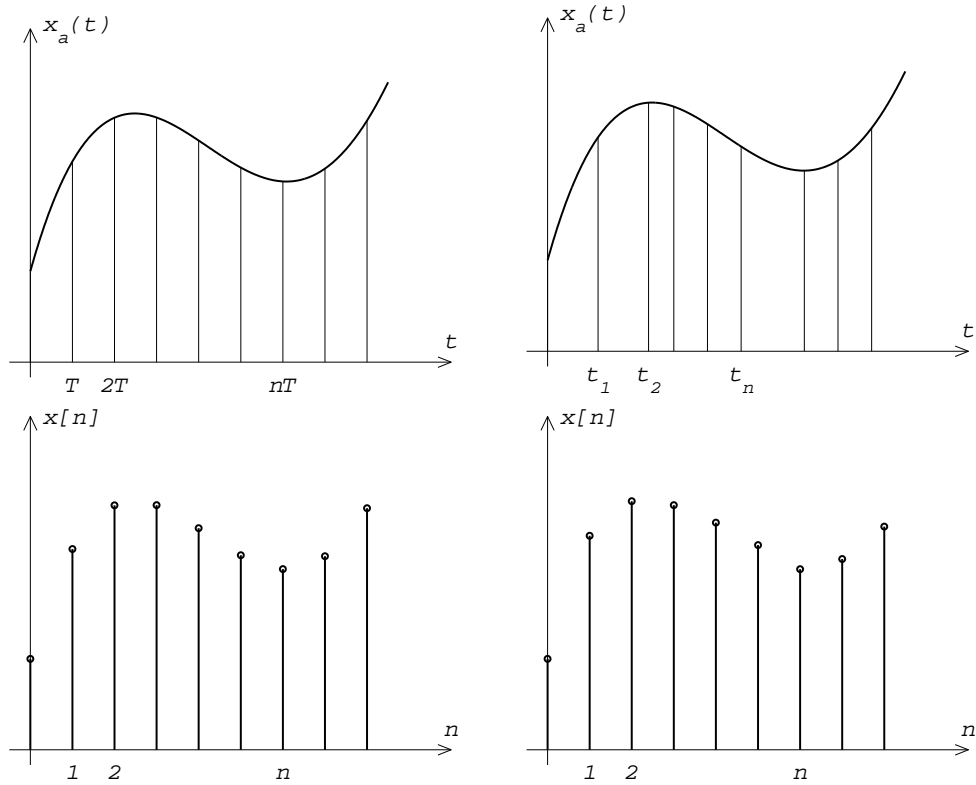 x_a(t)
t
T 2T nT
x_a(t)
t
t_1 t_2 t_n
x[n]
n
1 2 n
x[n]
n
1 2 n